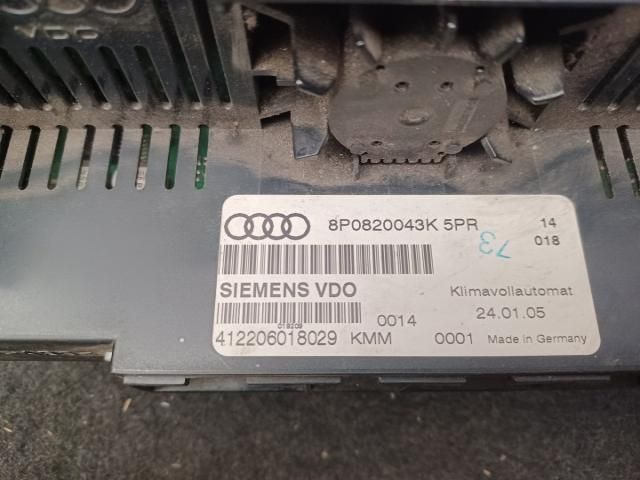 VDO
8P0820043K 5PR 14
018
73
SIEMENS VDO Klimavollautomat
019209 0014 24.01.05
412206018029 KMM 0001 Made in Germany